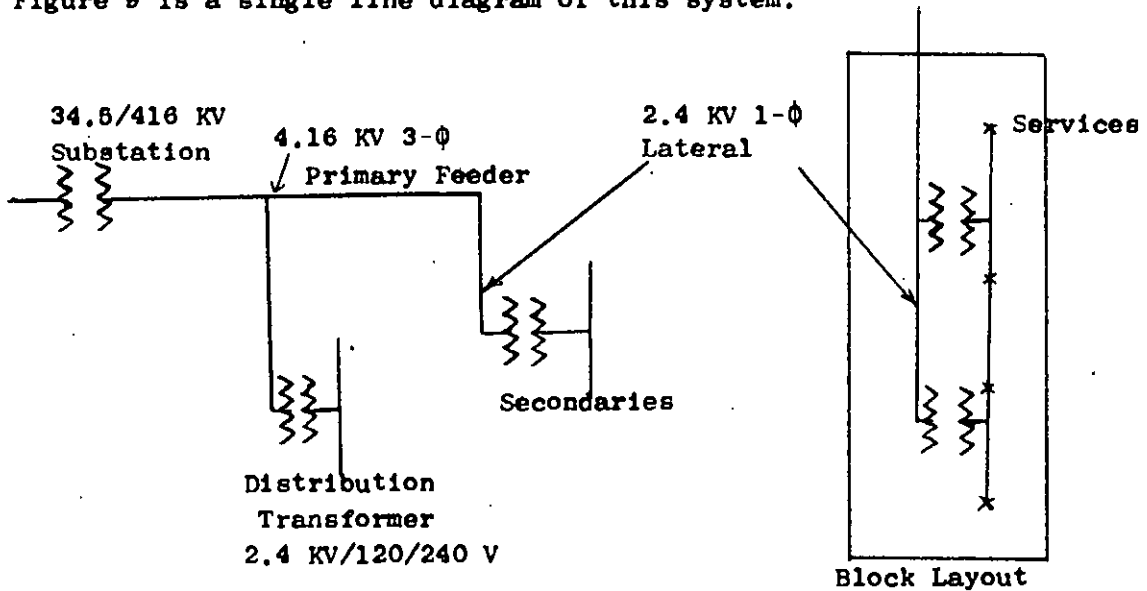 Figure 9 is a single line diagram of this system.
34.5/416 KV
Substation
4.16 KV 3-Φ
Primary Feeder
2.4 KV 1-Φ
Lateral
Services
Secondaries
Distribution
Transformer
2.4 KV/120/240 V
Block Layout